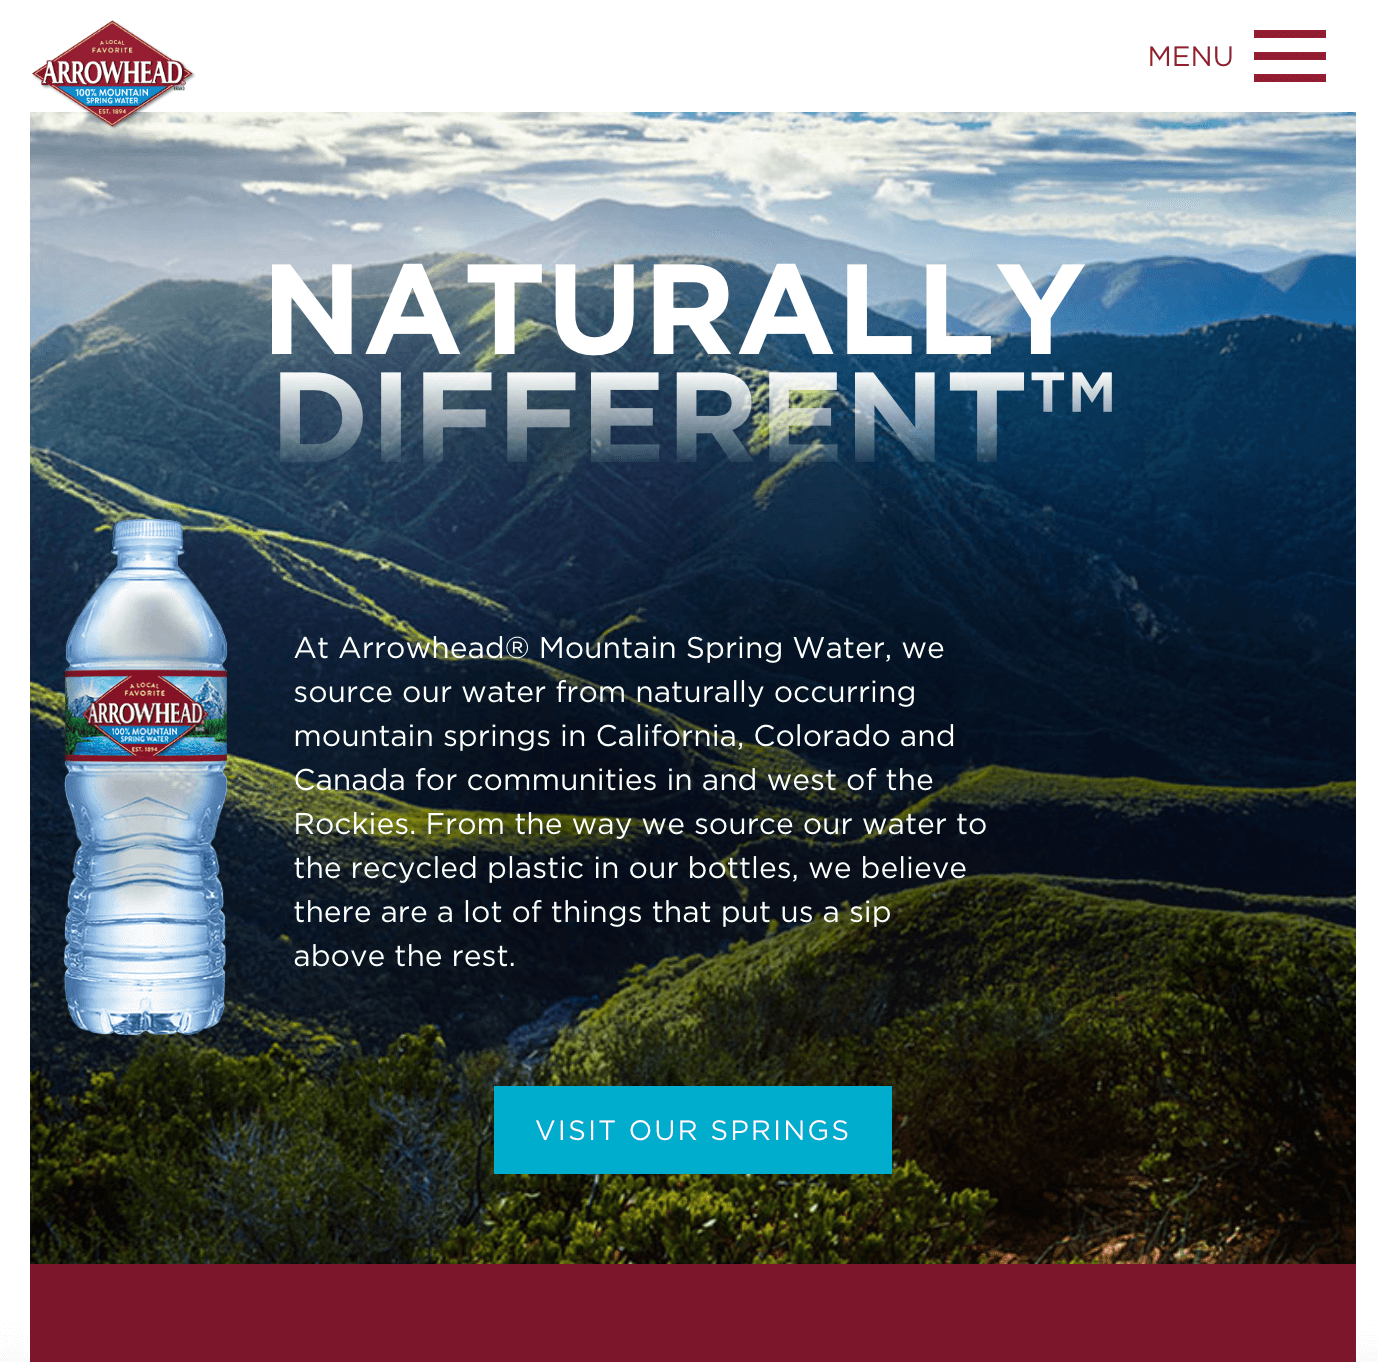 A LOCAL
FAVORITE
ARROWHEAD
BRAND
100% MOUNTAIN
SPRING WATER
EST. 1894
MENU
NATURALLY
DIFFERENT™
At Arrowhead® Mountain Spring Water, we
source our water from naturally occurring
mountain springs in California, Colorado and
Canada for communities in and west of the
Rockies. From the way we source our water to
the recycled plastic in our bottles, we believe
there are a lot of things that put us a sip
above the rest.
A LOCAL
FAVORITE
ARROWHEAD
100% MOUNTAIN
SPRING WATER
EST. 1894
VISIT OUR SPRINGS